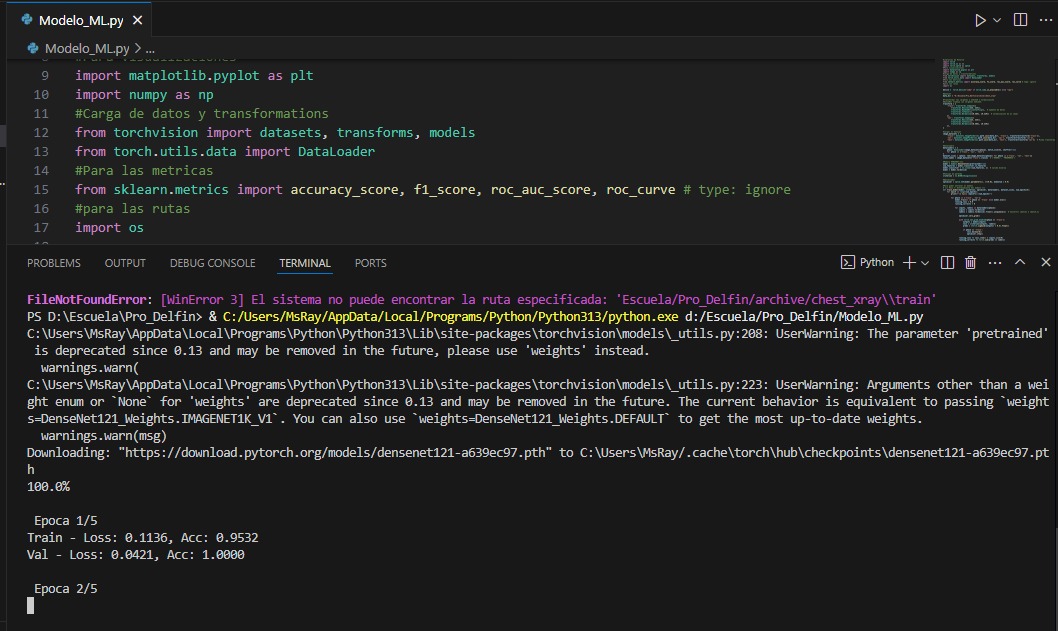 Modelo_ML.py
Modelo_ML.py > ...
9 import matplotlib.pyplot as plt
10 import numpy as np
11 #Carga de datos y transformations
12 from torchvision import datasets, transforms, models
13 from torch.utils.data import DataLoader
14 #Para las metricas
15 from sklearn.metrics import accuracy_score, f1_score, roc_auc_score, roc_curve # type: ignore
16 #para las rutas
17 import os
PROBLEMS OUTPUT DEBUG CONSOLE TERMINAL PORTS Python
FileNotFoundError: [WinError 3] El sistema no puede encontrar la ruta especificada: 'Escuela/Pro_Delfin/archive/chest_xray\\train'
PS D:\Escuela\Pro_Delfin> & C:/Users/MsRay/AppData/Local/Programs/Python/Python313/python.exe d:/Escuela/Pro_Delfin/Modelo_ML.py
C:\Users\MsRay\AppData\Local\Programs\Python\Python313\Lib\site-packages\torchvision\models\_utils.py:208: UserWarning: The parameter 'pretrained'
is deprecated since 0.13 and may be removed in the future, please use 'weights' instead.
warnings.warn(
C:\Users\MsRay\AppData\Local\Programs\Python\Python313\Lib\site-packages\torchvision\models\_utils.py:223: UserWarning: Arguments other than a wei
ght enum or `None` for 'weights' are deprecated since 0.13 and may be removed in the future. The current behavior is equivalent to passing `weight
s=DenseNet121_Weights.IMAGENET1K_V1`. You can also use `weights=DenseNet121_Weights.DEFAULT` to get the most up-to-date weights.
warnings.warn(msg)
Downloading: "https://download.pytorch.org/models/densenet121-a639ec97.pth" to C:\Users\MsRay/.cache\torch\hub\checkpoints\densenet121-a639ec97.pt
h
100.0%
Epoca 1/5
Train - Loss: 0.1136, Acc: 0.9532
Val - Loss: 0.0421, Acc: 1.0000
Epoca 2/5